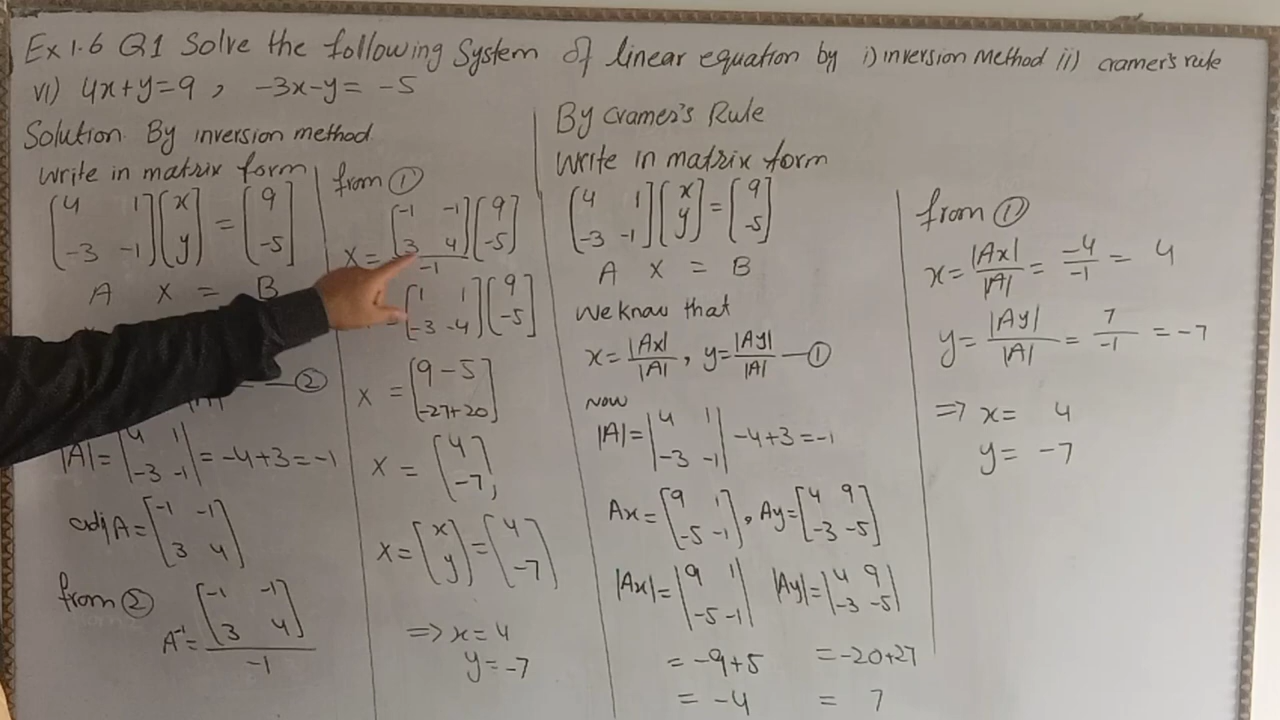 Ex 1.6 Q1 Solve the following System of linear equation by i) inversion Method ii) cramer's rule
vi) 4x+y=9 , -3x-y= -5
Solution By inversion method
Write in matrix form
[4 1
-3 -1] [x
y] = [9
-5]
A X = B
②
|A|= |4 1
-3 -1| = -4+3=-1
adj A = [-1 -1
3 4]
from ②
A⁻¹= [-1 -1
3 4]
-1
from ①
X = [-1 -1
3 4] [9
-5]
-1
[1 1
-3 -4] [9
-5]
X = [9-5
-27+20]
X = [4
-7]
X = [x
y] = [4
-7]
=> x=4
y=-7
By Cramer's Rule
Write in matrix form
[4 1
-3 -1] [x
y] = [9
-5]
A X = B
We know that
x= |Ax|/|A| , y= |Ay|/|A| —①
Now
|A|= |4 1
-3 -1| -4+3=-1
Ax= [9 1
-5 -1] , Ay= [4 9
-3 -5]
|Ax|= |9 1
-5 -1| |Ay|= |4 9
-3 -5|
= -9+5 = -20+27
= -4 = 7
from ①
x= |Ax|/|A| = -4/-1 = 4
y= |Ay|/|A| = 7/-1 = -7
=> x= 4
y= -7